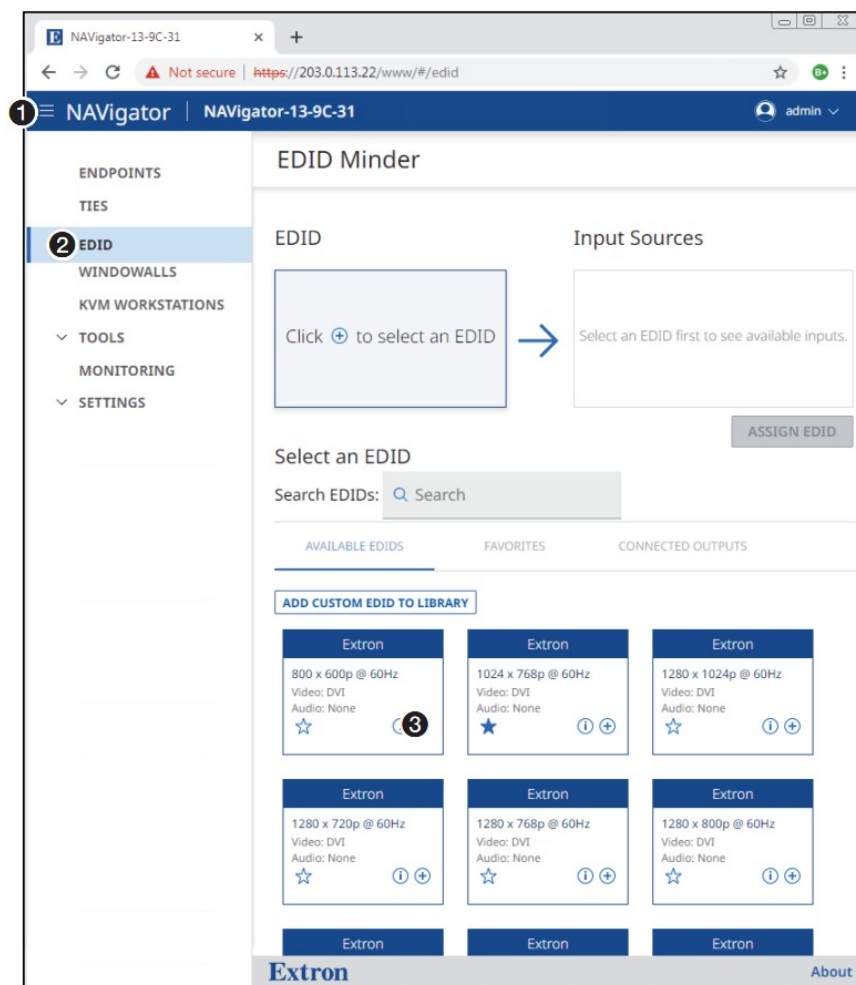 NAVigator-13-9C-31
Not secure | https://203.0.113.22/www/#/edid
1
NAVigator | NAVigator-13-9C-31
admin
ENDPOINTS
TIES
2
EDID
WINDOWALLS
KVM WORKSTATIONS
TOOLS
MONITORING
SETTINGS
EDID Minder
EDID
Input Sources
Click ⊕ to select an EDID
Select an EDID first to see available inputs.
ASSIGN EDID
Select an EDID
Search EDIDs: Search
AVAILABLE EDIDS FAVORITES CONNECTED OUTPUTS
ADD CUSTOM EDID TO LIBRARY
Extron
800 x 600p @ 60Hz
Video: DVI
Audio: None
3
Extron
1024 x 768p @ 60Hz
Video: DVI
Audio: None
Extron
1280 x 1024p @ 60Hz
Video: DVI
Audio: None
Extron
1280 x 720p @ 60Hz
Video: DVI
Audio: None
Extron
1280 x 768p @ 60Hz
Video: DVI
Audio: None
Extron
1280 x 800p @ 60Hz
Video: DVI
Audio: None
Extron
Extron
Extron
Extron
About